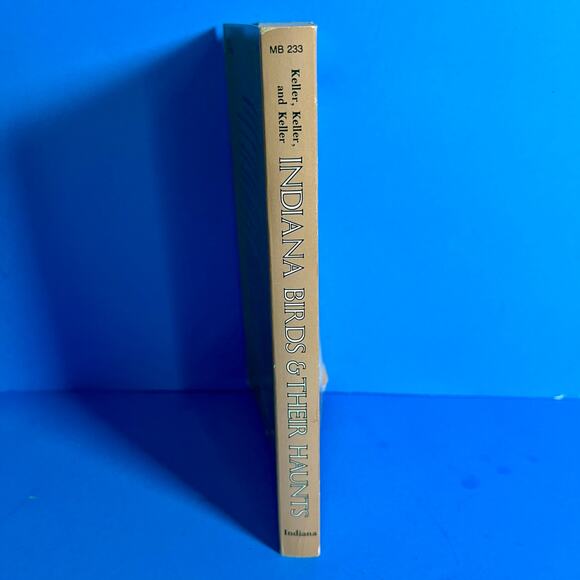 MB 233
Keller, Keller,
and Keller
INDIANA BIRDS & THEIR HAUNTS
Indiana